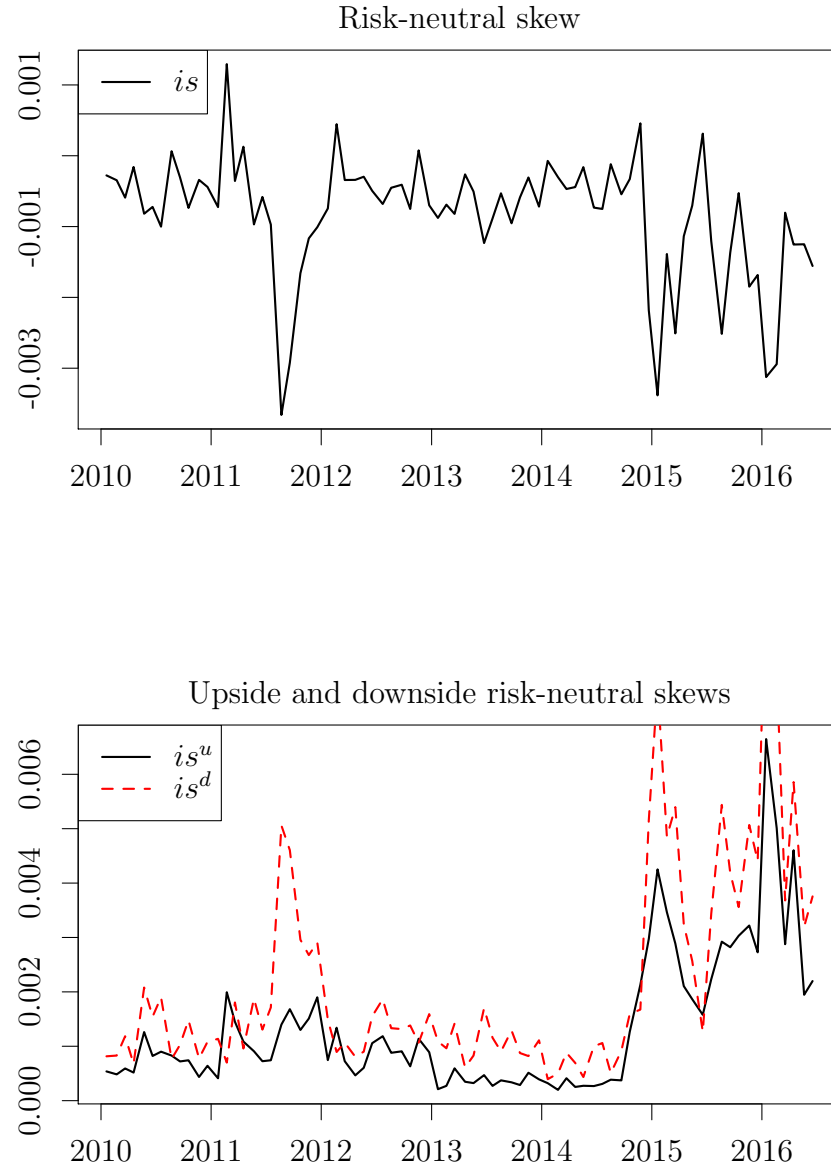 Risk-neutral skew
is
0.001
-0.001
-0.003
2010 2011 2012 2013 2014 2015 2016
Upside and downside risk-neutral skews
is^u
is^d
0.006
0.004
0.002
0.000
2010 2011 2012 2013 2014 2015 2016